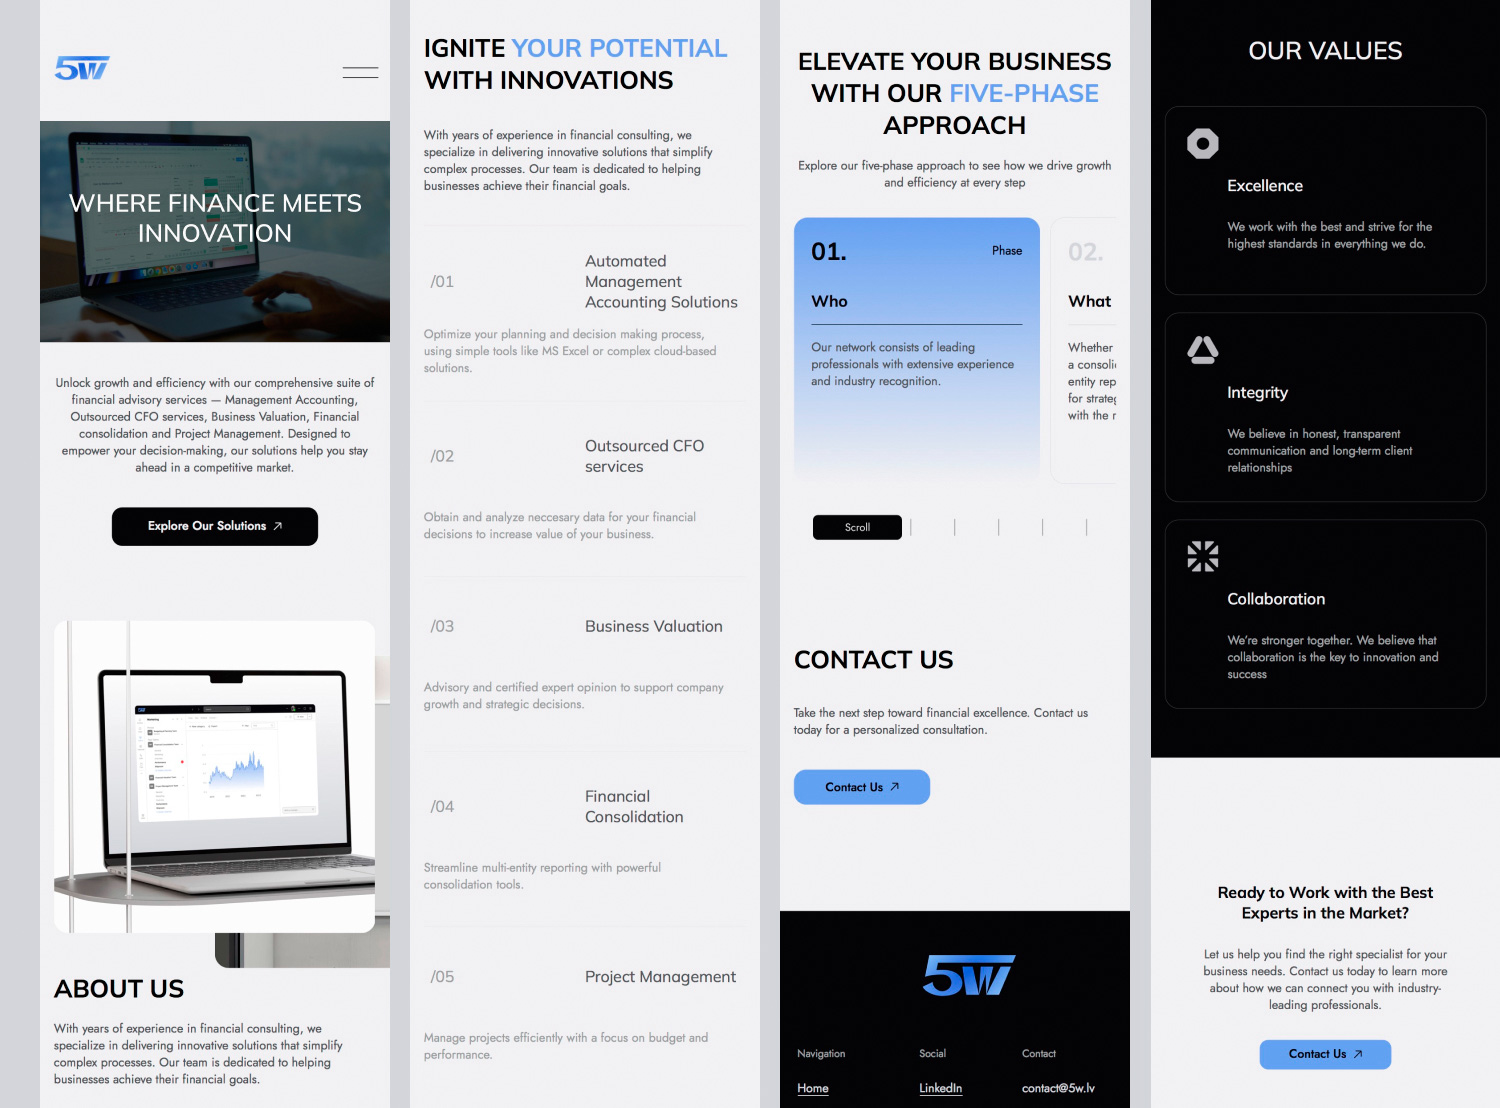 5W
WHERE FINANCE MEETS
INNOVATION
Unlock growth and efficiency with our comprehensive suite of
financial advisory services — Management Accounting,
Outsourced CFO services, Business Valuation, Financial
consolidation and Project Management. Designed to
empower your decision-making, our solutions help you stay
ahead in a competitive market.
Explore Our Solutions
ABOUT US
With years of experience in financial consulting, we
specialize in delivering innovative solutions that simplify
complex processes. Our team is dedicated to helping
businesses achieve their financial goals.
IGNITE YOUR POTENTIAL
WITH INNOVATIONS
With years of experience in financial consulting, we
specialize in delivering innovative solutions that simplify
complex processes. Our team is dedicated to helping
businesses achieve their financial goals.
/01
Automated
Management
Accounting Solutions
Optimize your planning and decision making process,
using simple tools like MS Excel or complex cloud-based
solutions.
/02
Outsourced CFO
services
Obtain and analyze neccesary data for your financial
decisions to increase value of your business.
/03
Business Valuation
Advisory and certified expert opinion to support company
growth and strategic decisions.
/04
Financial
Consolidation
Streamline multi-entity reporting with powerful
consolidation tools.
/05
Project Management
Manage projects efficiently with a focus on budget and
performance.
ELEVATE YOUR BUSINESS
WITH OUR FIVE-PHASE
APPROACH
Explore our five-phase approach to see how we drive growth
and efficiency at every step
01.
Phase
Who
Our network consists of leading
professionals with extensive experience
and industry recognition.
02.
What
Whether
a consoli
entity rep
for strateg
with the r
Scroll
CONTACT US
Take the next step toward financial excellence. Contact us
today for a personalized consultation.
Contact Us
5W
Navigation
Social
Contact
Home
LinkedIn
contact@5w.lv
OUR VALUES
Excellence
We work with the best and strive for the
highest standards in everything we do.
Integrity
We believe in honest, transparent
communication and long-term client
relationships
Collaboration
We're stronger together. We believe that
collaboration is the key to innovation and
success
Ready to Work with the Best
Experts in the Market?
Let us help you find the right specialist for your
business needs. Contact us today to learn more
about how we can connect you with industry-
leading professionals.
Contact Us